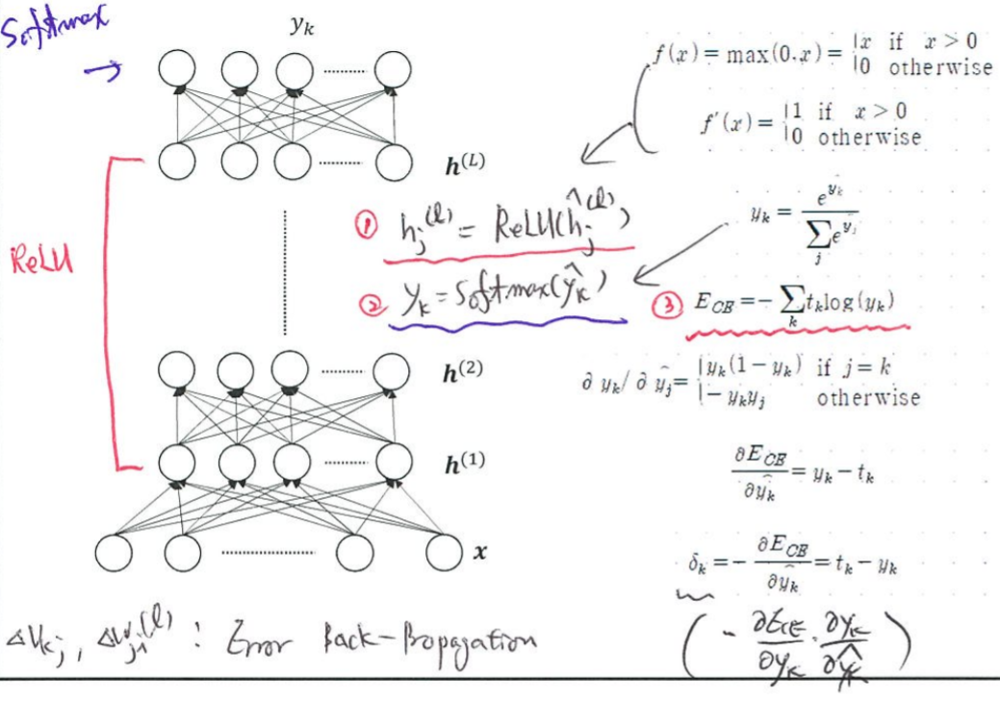 Softmax
y_k
f(x) = max(0.x) = {x if x > 0
0 otherwise
f'(x) = {1 if x > 0
0 otherwise
h^(L)
① h_j^(l) = ReLU(ĥ_j^(l))
y_k = e^{ŷ_k} / Σ_j e^{ŷ_j}
ReLU
② y_k = Softmax(ŷ_k)
③ E_CE = - Σ_k t_k log(y_k)
h^(2)
∂ y_k / ∂ ŷ_j = {y_k(1 - y_k) if j = k
- y_k y_j otherwise
h^(1)
∂E_CE / ∂ŷ_k = y_k - t_k
x
δ_k = - ∂E_CE / ∂ŷ_k = t_k - y_k
Δu_kj, Δw_ji^(l) : Error Back-Propagation
( - ∂E_CE / ∂y_k · ∂y_k / ∂ŷ_k )